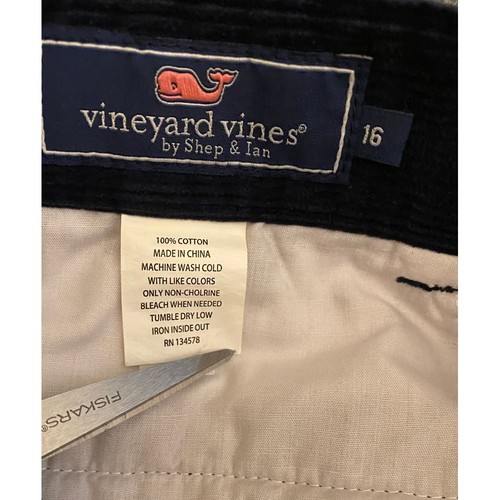 vineyard vines®
by Shep & Ian
16
100% COTTON
MADE IN CHINA
MACHINE WASH COLD
WITH LIKE COLORS
ONLY NON-CHOLRINE
BLEACH WHEN NEEDED
TUMBLE DRY LOW
IRON INSIDE OUT
RN 134578
FISKARS®